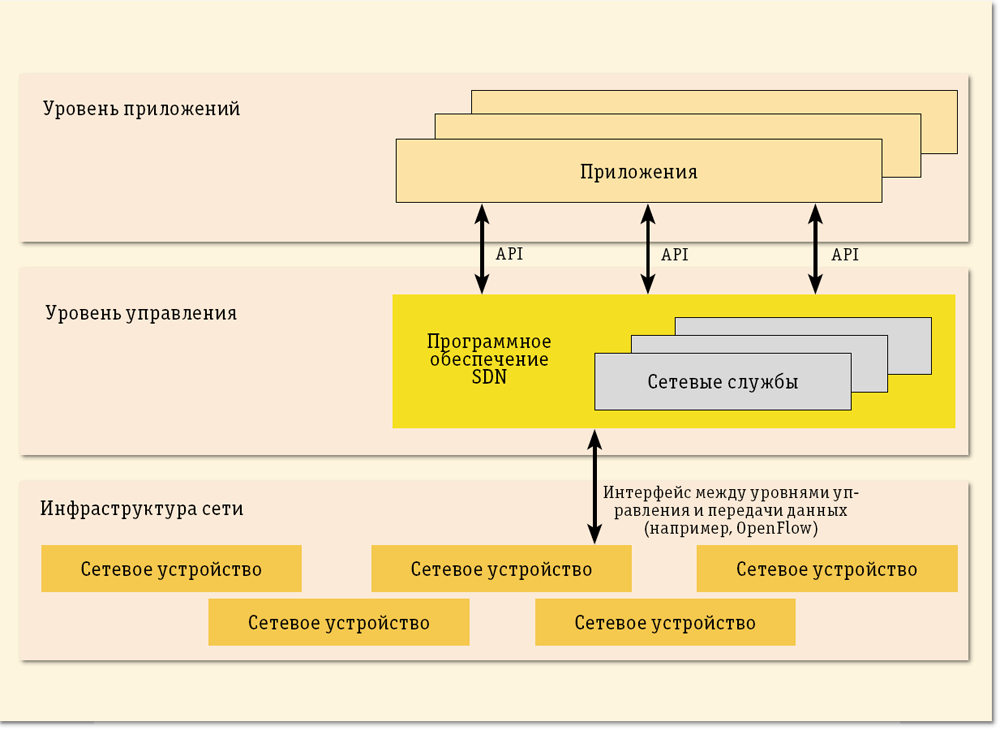 Уровень приложений
Приложения
API
API
API
Уровень управления
Программное
обеспечение
SDN
Сетевые службы
Интерфейс между уровнями уп-
равления и передачи данных
(например, OpenFlow)
Инфраструктура сети
Сетевое устройство
Сетевое устройство
Сетевое устройство
Сетевое устройство
Сетевое устройство